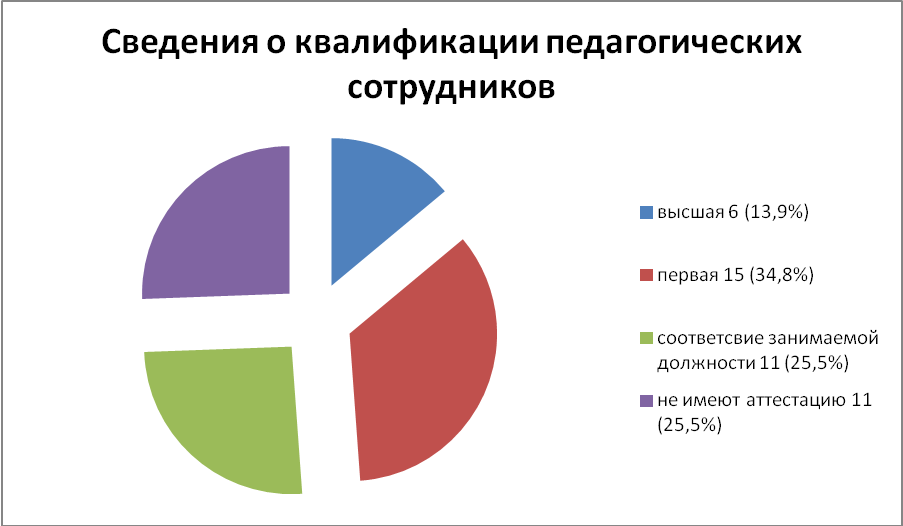 Сведения о квалификации педагогических
сотрудников
высшая 6 (13,9%)
первая 15 (34,8%)
соответсвие занимаемой
должности 11 (25,5%)
не имеют аттестацию 11
(25,5%)